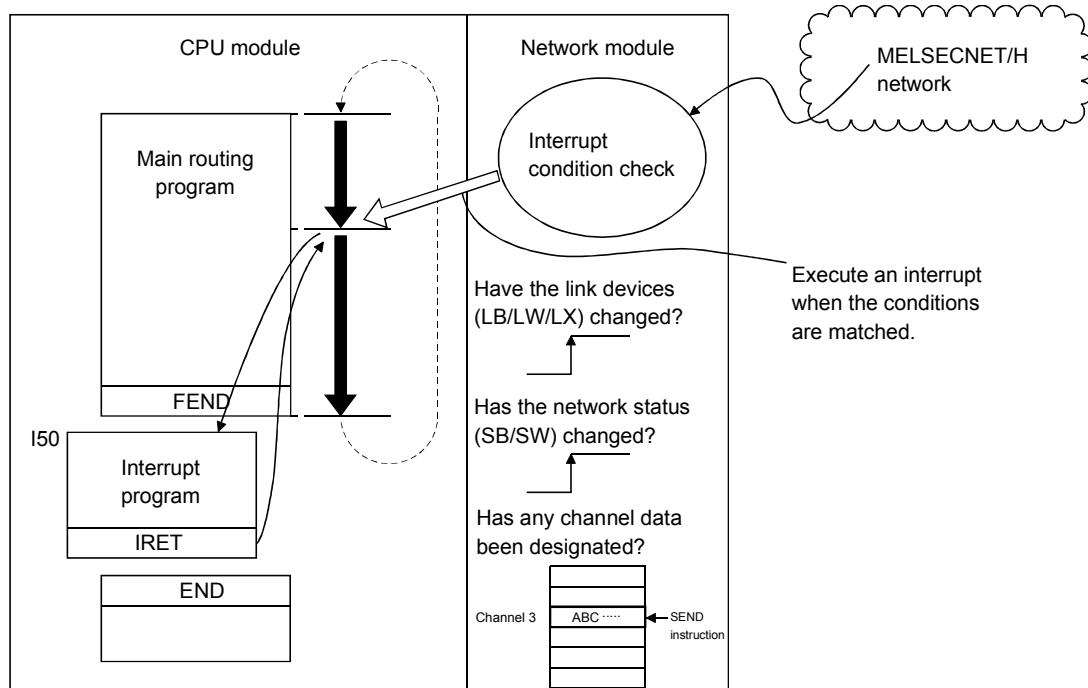 CPU module
Main routing
program
FEND
I50
Interrupt
program
IRET
END
Network module
Interrupt
condition check
Have the link devices
(LB/LW/LX) changed?
Has the network status
(SB/SW) changed?
Has any channel data
been designated?
Channel 3
ABC ·····
SEND
instruction
MELSECNET/H
network
Execute an interrupt
when the conditions
are matched.